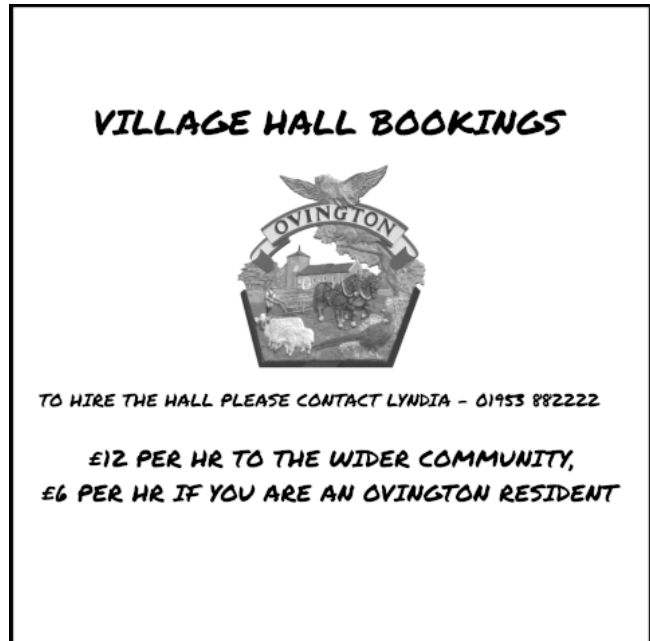 VILLAGE HALL BOOKINGS
OVINGTON
TO HIRE THE HALL PLEASE CONTACT LYNDIA - 01953 882222
£12 PER HR TO THE WIDER COMMUNITY,
£6 PER HR IF YOU ARE AN OVINGTON RESIDENT